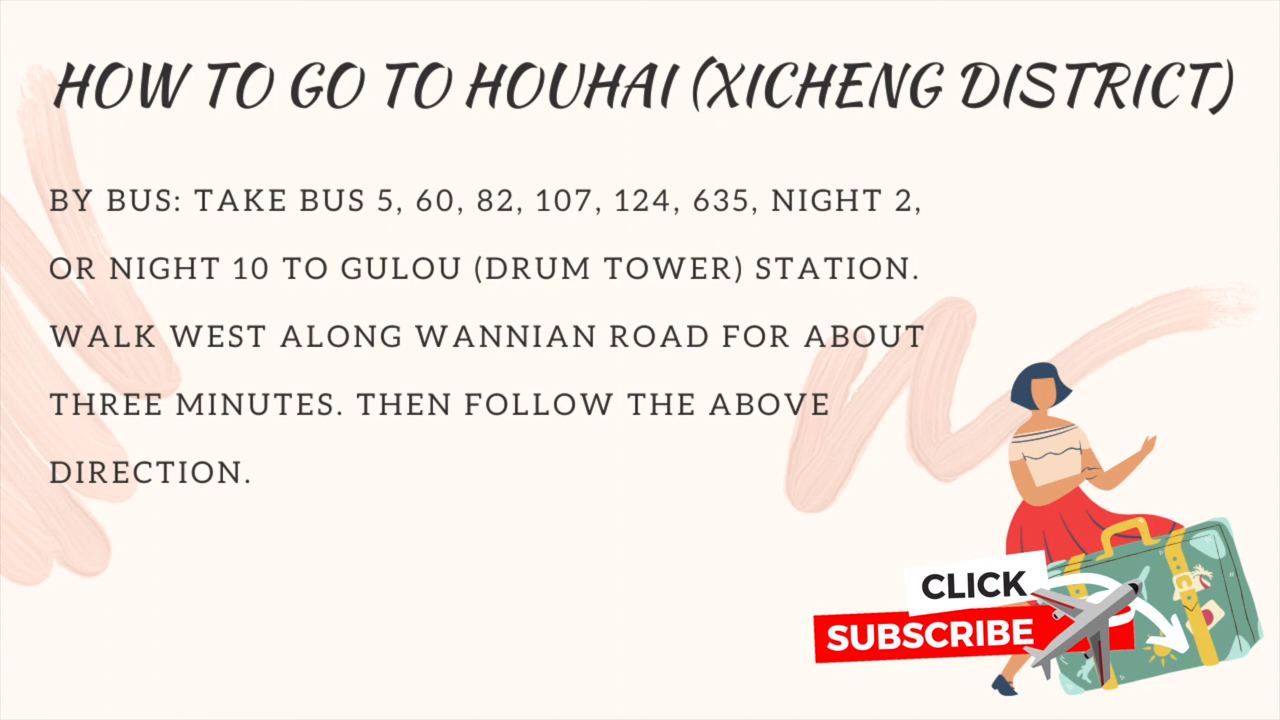 HOW TO GO TO HOUHAI (XICHENG DISTRICT)
BY BUS: TAKE BUS 5, 60, 82, 107, 124, 635, NIGHT 2,
OR NIGHT 10 TO GULOU (DRUM TOWER) STATION.
WALK WEST ALONG WANNIAN ROAD FOR ABOUT
THREE MINUTES. THEN FOLLOW THE ABOVE
DIRECTION.
CLICK
SUBSCRIBE